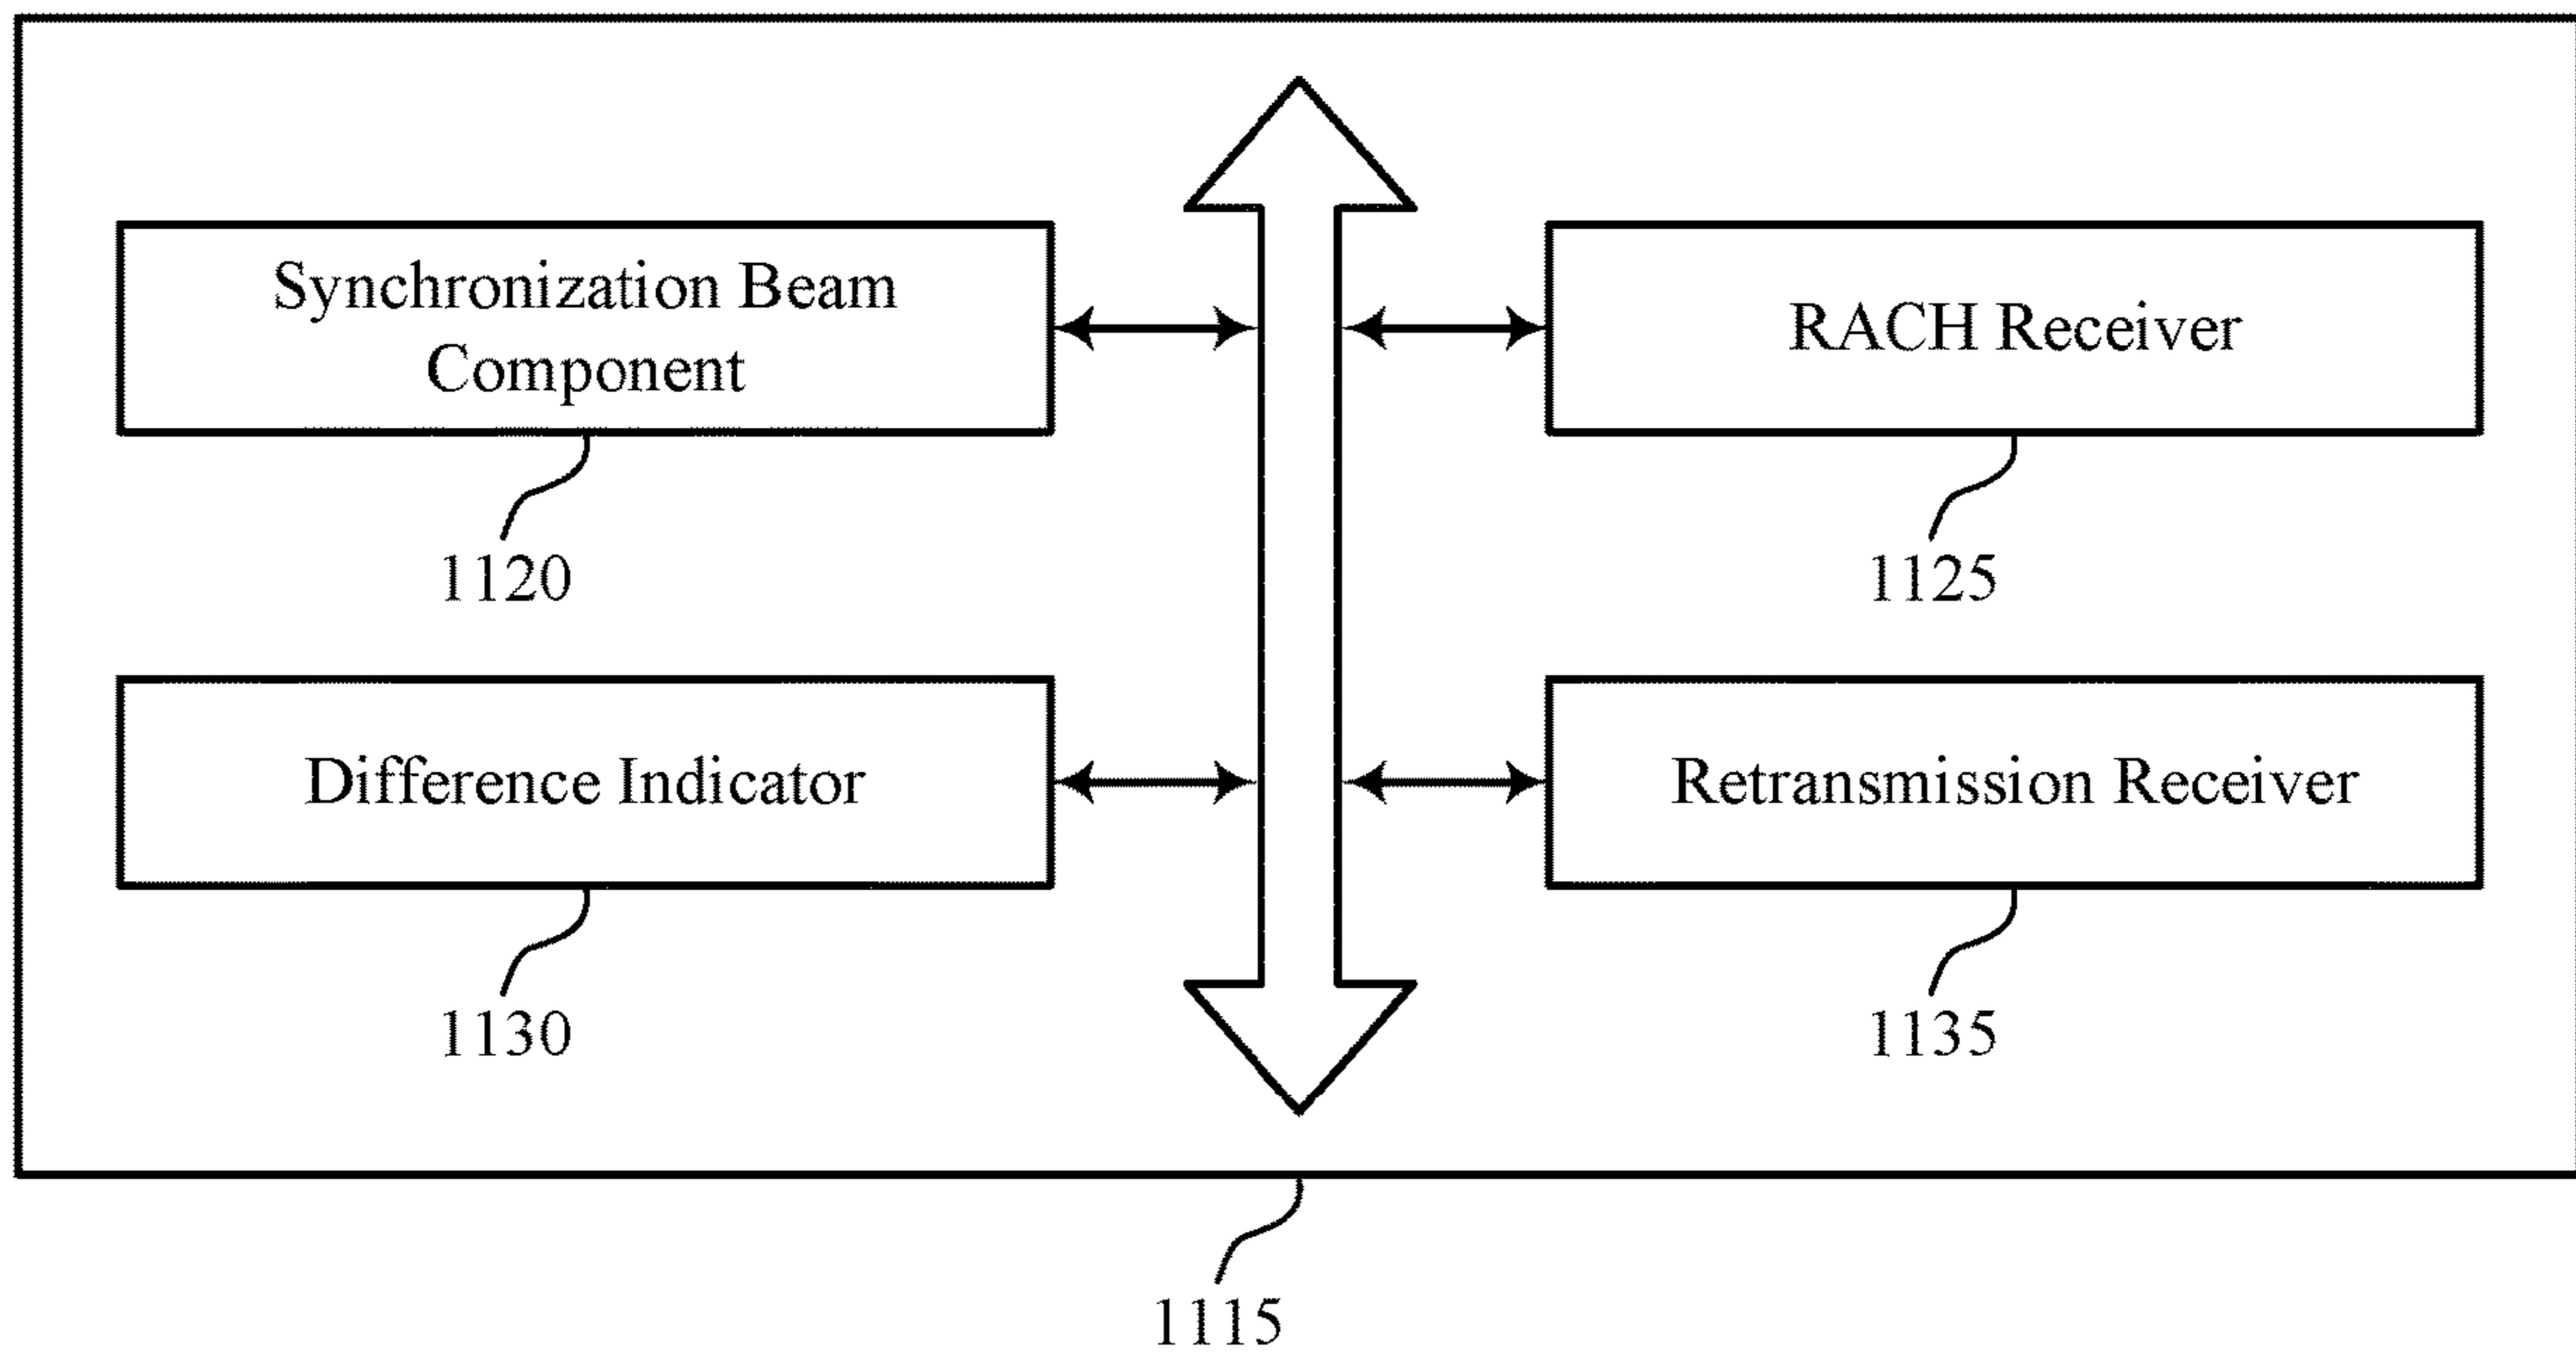 Synchronization Beam
Component
RACH Receiver
1120
1125
Difference Indicator
Retransmission Receiver
1130
1135
1115